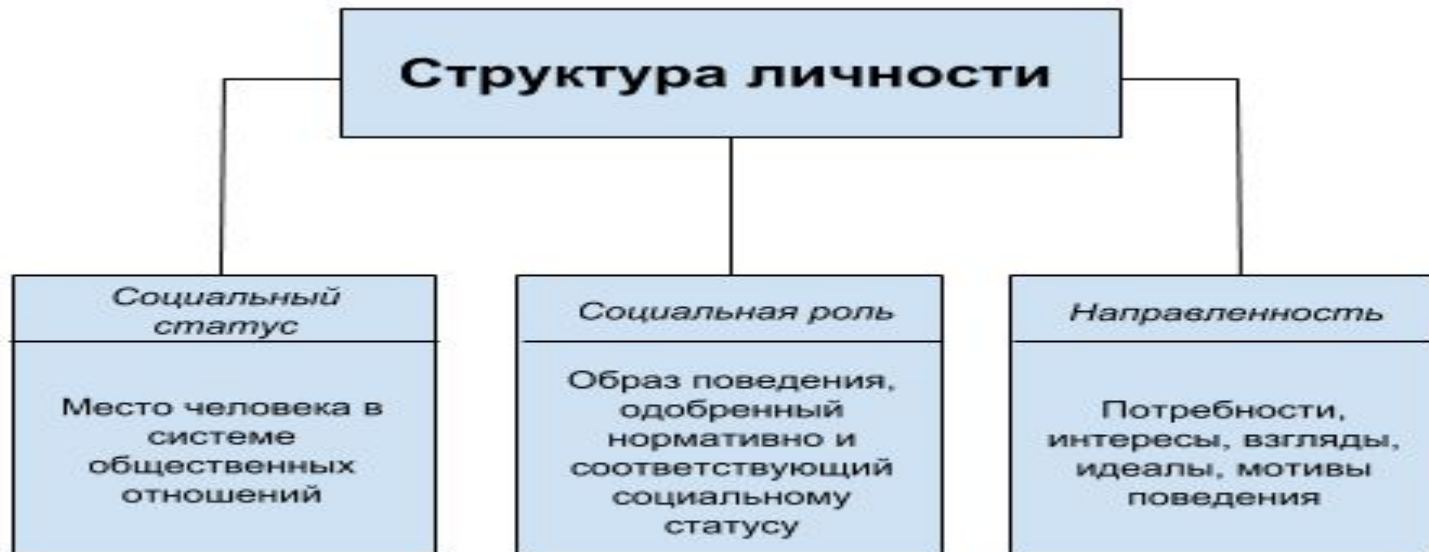 Структура личности
Социальный
статус
Место человека в
системе
общественных
отношений
Социальная роль
Образ поведения,
одобренный
нормативно и
соответствующий
социальному
статусу
Направленность
Потребности,
интересы, взгляды,
идеалы, мотивы
поведения